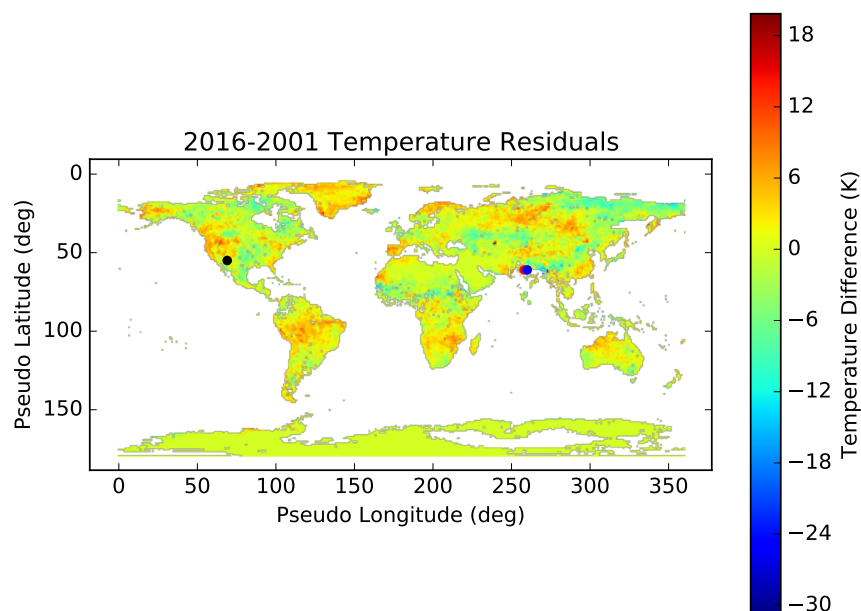 2016-2001 Temperature Residuals
0
50
100
150
Pseudo Latitude (deg)
0 50 100 150 200 250 300 350
Pseudo Longitude (deg)
18
12
6
0
−6
−12
−18
−24
−30
Temperature Difference (K)